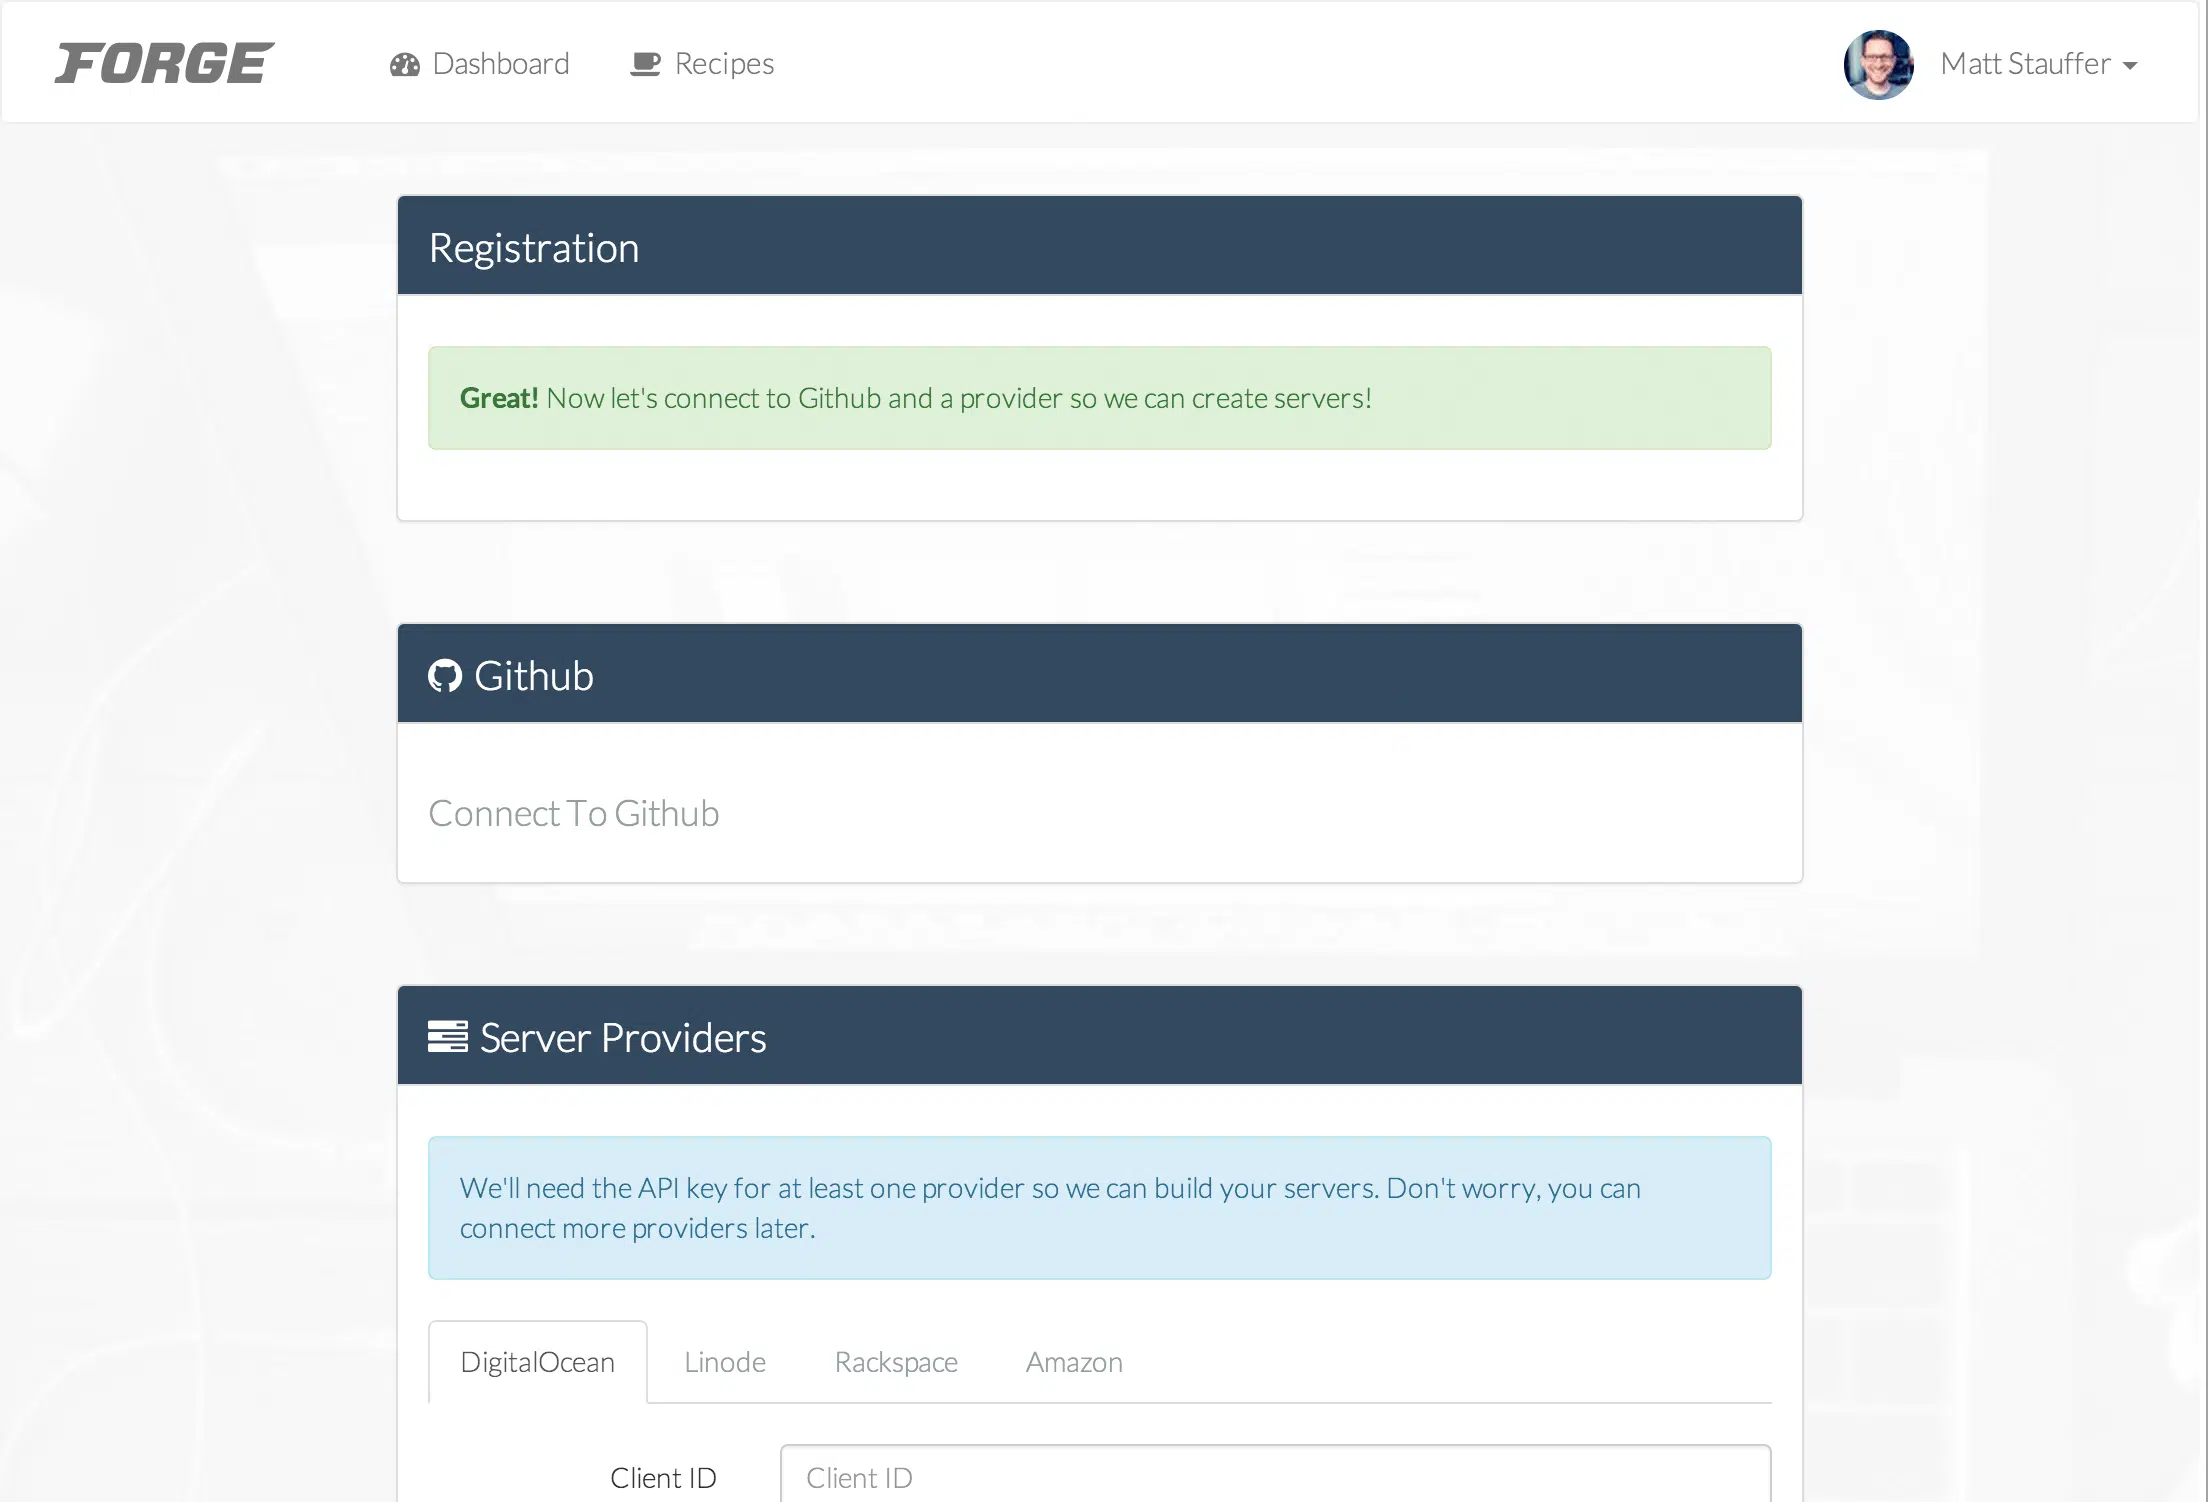 FORGE
Dashboard
Recipes
Matt Stauffer
Registration
Great! Now let's connect to Github and a provider so we can create servers!
Github
Connect To Github
Server Providers
We'll need the API key for at least one provider so we can build your servers. Don't worry, you can
connect more providers later.
DigitalOcean
Linode
Rackspace
Amazon
Client ID
Client ID